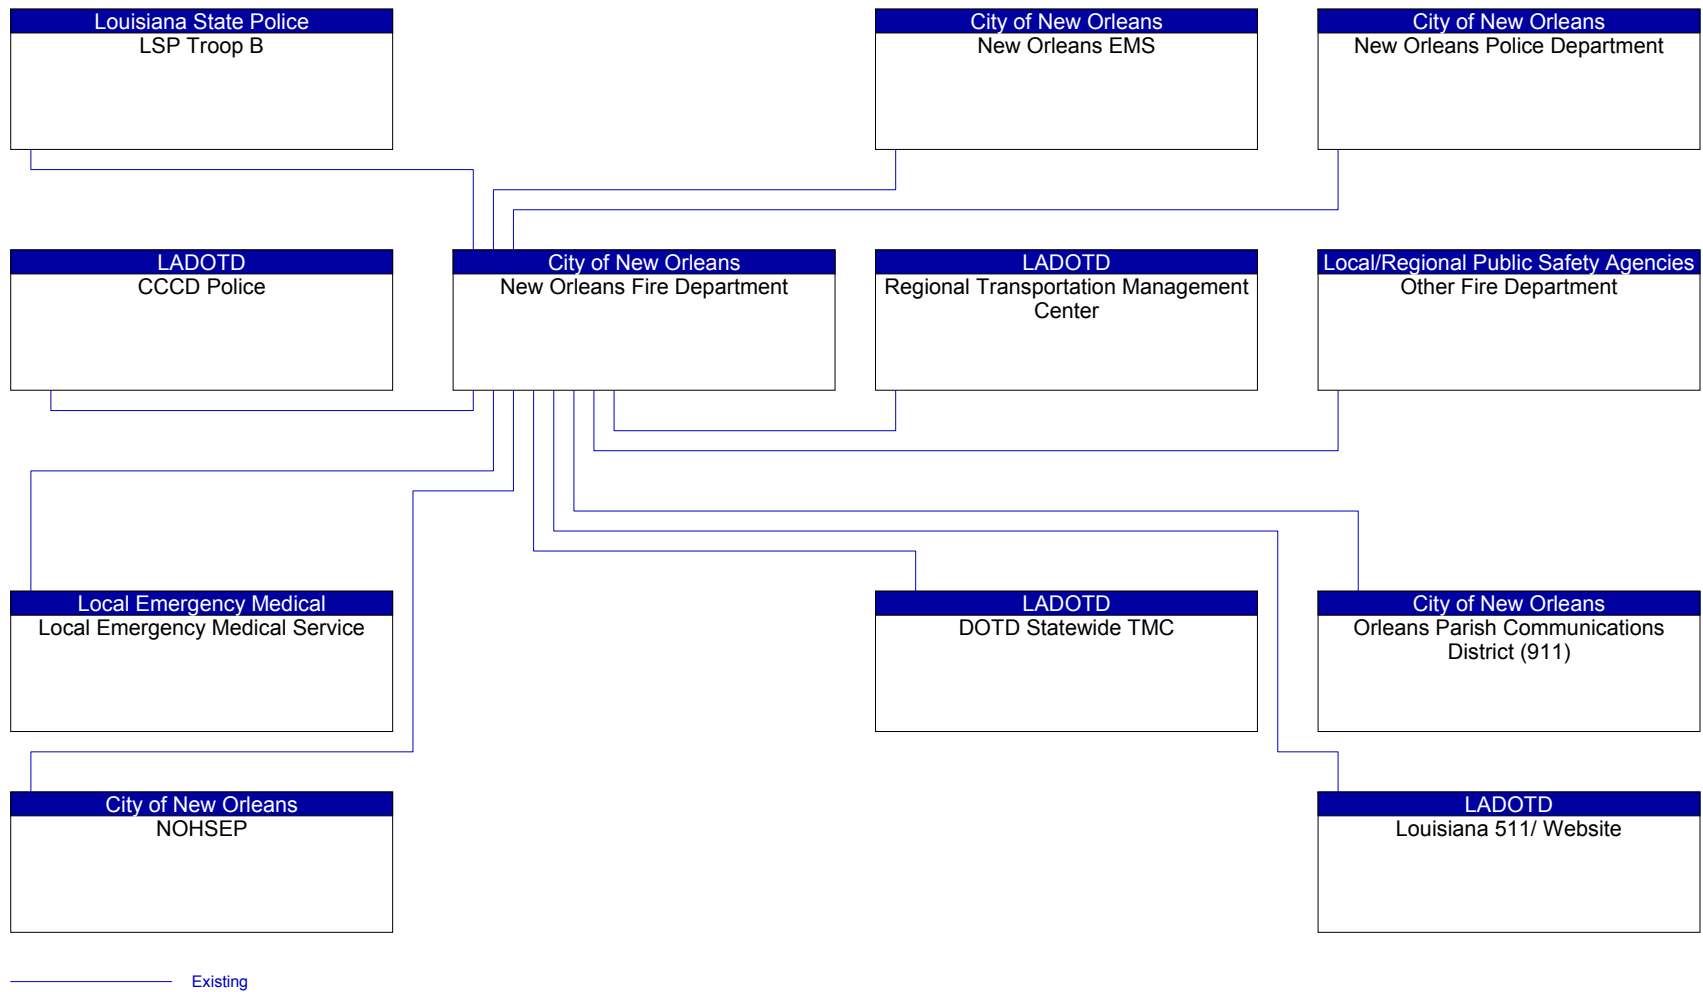 Louisiana State Police
LSP Troop B
City of New Orleans
New Orleans EMS
City of New Orleans
New Orleans Police Department
LADOTD
CCCD Police
City of New Orleans
New Orleans Fire Department
LADOTD
Regional Transportation Management
Center
Local/Regional Public Safety Agencies
Other Fire Department
Local Emergency Medical
Local Emergency Medical Service
LADOTD
DOTD Statewide TMC
City of New Orleans
Orleans Parish Communications
District (911)
City of New Orleans
NOHSEP
LADOTD
Louisiana 511/ Website
Existing